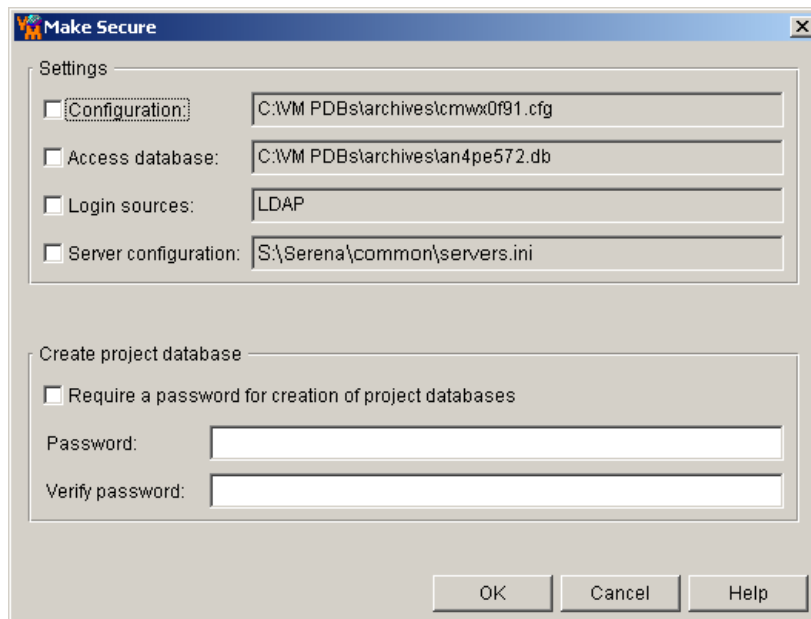 Make Secure
Settings
Configuration: C:\VM PDBs\archives\cmwx0f91.cfg
Access database: C:\VM PDBs\archives\an4pe572.db
Login sources: LDAP
Server configuration: S:\Serena\common\servers.ini
Create project database
Require a password for creation of project databases
Password:
Verify password:
OK Cancel Help